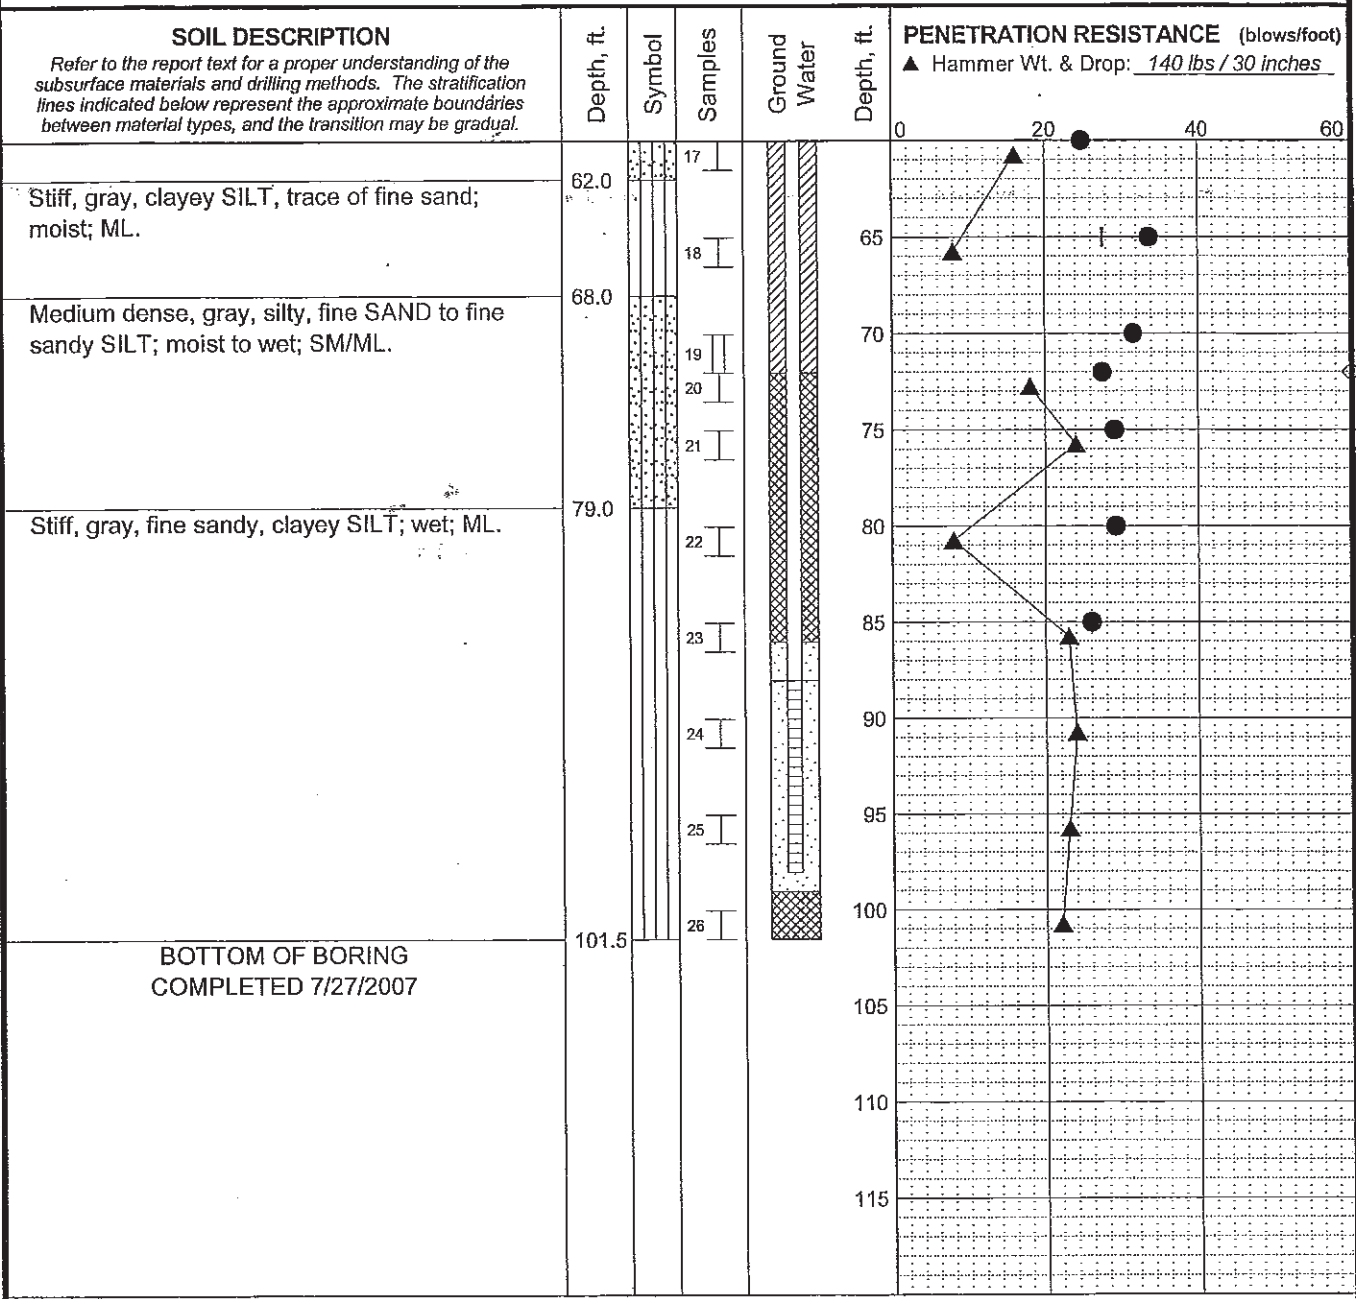 SOIL DESCRIPTION
Refer to the report text for a proper understanding of the
subsurface materials and drilling methods. The stratification
lines indicated below represent the approximate boundaries
between material types, and the transition may be gradual.
Depth, ft.
Symbol
Samples
Ground
Water
Depth, ft.
PENETRATION RESISTANCE (blows/foot)
▲ Hammer Wt. & Drop: 140 lbs / 30 inches
0 20 40 60
17
62.0
Stiff, gray, clayey SILT, trace of fine sand;
moist; ML.
65
18
68.0
Medium dense, gray, silty, fine SAND to fine
sandy SILT; moist to wet; SM/ML.
70
19
20
75
21
79.0
Stiff, gray, fine sandy, clayey SILT; wet; ML.
80
22
85
23
90
24
95
25
100
26
101.5
BOTTOM OF BORING
COMPLETED 7/27/2007
105
110
115